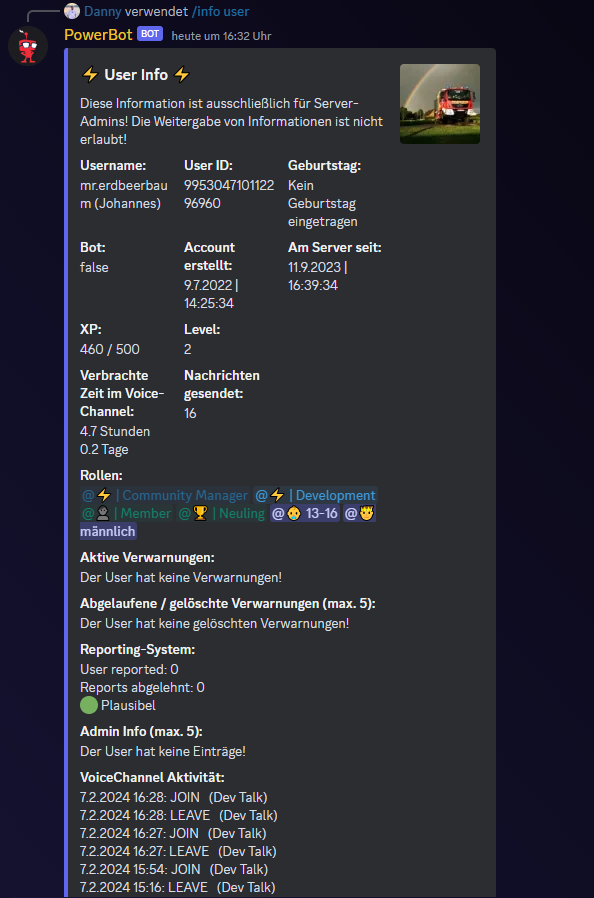 Danny verwendet /info user
PowerBot BOT heute um 16:32 Uhr
⚡ User Info ⚡
Diese Information ist ausschließlich für Server-
Admins! Die Weitergabe von Informationen ist nicht
erlaubt!
Username: User ID: Geburtstag:
mr.erdbeerbau 9953047101122 Kein
m (Johannes) 96960 Geburtstag
eingetragen
Bot: Account Am Server seit:
false erstellt: 11.9.2023 |
9.7.2022 | 16:39:34
14:25:34
XP: Level:
460 / 500 2
Verbrachte Nachrichten
Zeit im Voice- gesendet:
Channel: 16
4.7 Stunden
0.2 Tage
Rollen:
@⚡ | Community Manager @⚡ | Development
@👤 | Member @🏆 | Neuling @👶 13-16 @🤴
männlich
Aktive Verwarnungen:
Der User hat keine Verwarnungen!
Abgelaufene / gelöschte Verwarnungen (max. 5):
Der User hat keine gelöschten Verwarnungen!
Reporting-System:
User reported: 0
Reports abgelehnt: 0
🟢 Plausibel
Admin Info (max. 5):
Der User hat keine Einträge!
VoiceChannel Aktivität:
7.2.2024 16:28: JOIN (Dev Talk)
7.2.2024 16:28: LEAVE (Dev Talk)
7.2.2024 16:27: JOIN (Dev Talk)
7.2.2024 16:27: LEAVE (Dev Talk)
7.2.2024 15:54: JOIN (Dev Talk)
7.2.2024 15:16: LEAVE (Dev Talk)